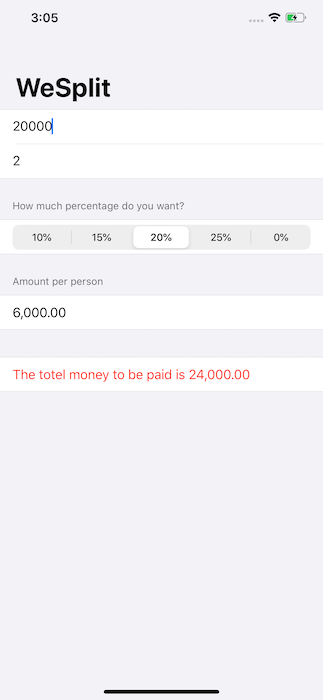 3:05
WeSplit
20000
2
How much percentage do you want?
10% 15% 20% 25% 0%
Amount per person
6,000.00
The totel money to be paid is 24,000.00